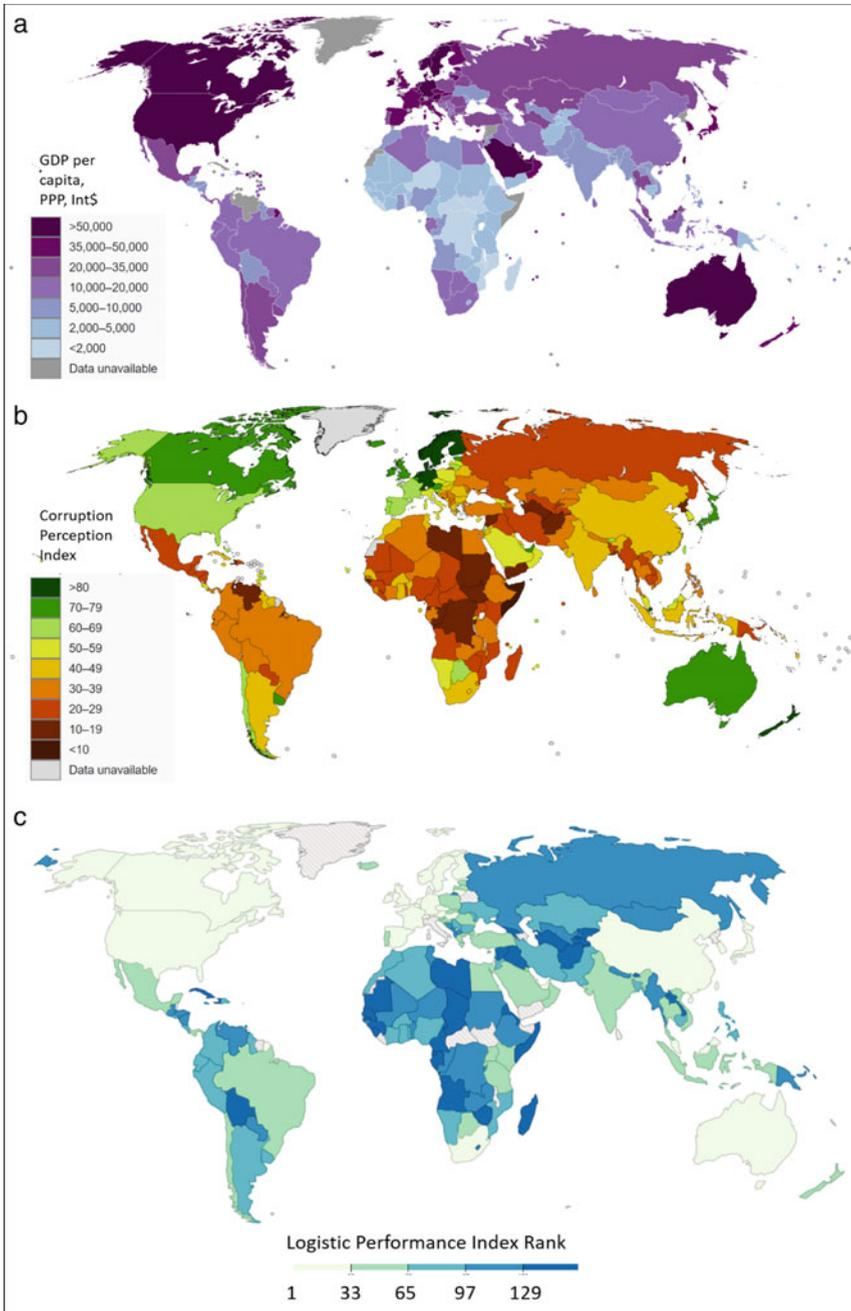 a
GDP per
capita,
PPP, Int$
>50,000
35,000–50,000
20,000–35,000
10,000–20,000
5,000–10,000
2,000–5,000
<2,000
Data unavailable
b
Corruption
Perception
Index
>80
70–79
60–69
50–59
40–49
30–39
20–29
10–19
<10
Data unavailable
c
Logistic Performance Index Rank
1 33 65 97 129